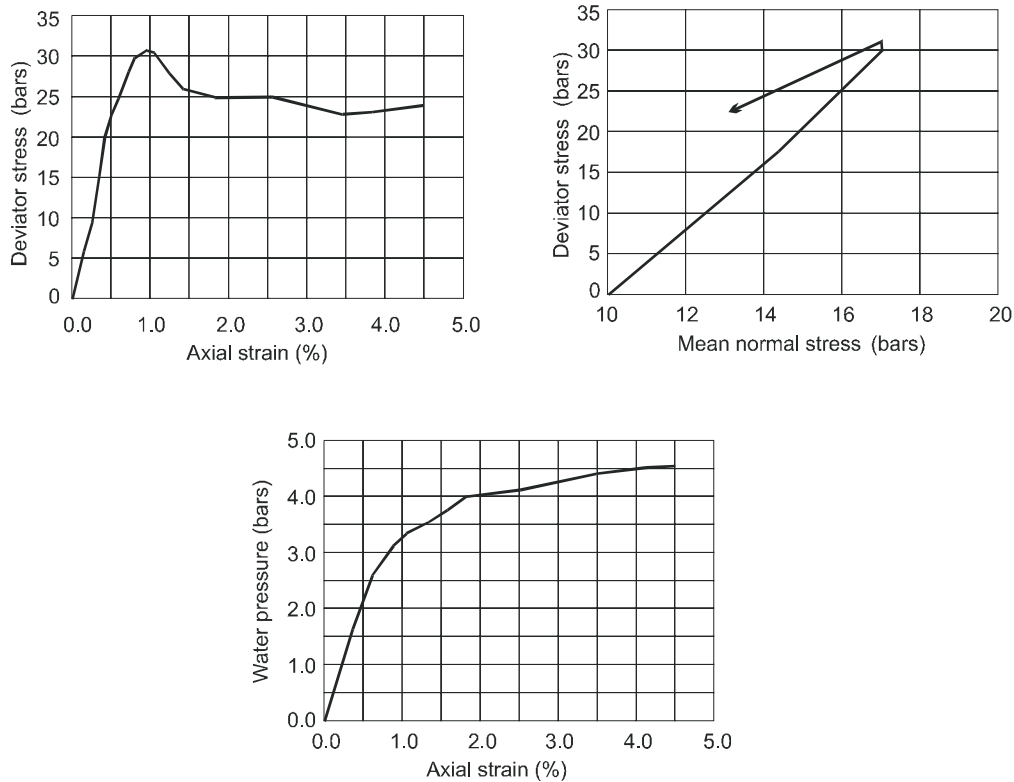 Deviator stress (bars)
35
30
25
20
15
10
5
0
0.0 1.0 2.0 3.0 4.0 5.0
Axial strain (%)
Deviator stress (bars)
35
30
25
20
15
10
5
0
10 12 14 16 18 20
Mean normal stress (bars)
Water pressure (bars)
5.0
4.0
3.0
2.0
1.0
0.0
0.0 1.0 2.0 3.0 4.0 5.0
Axial strain (%)